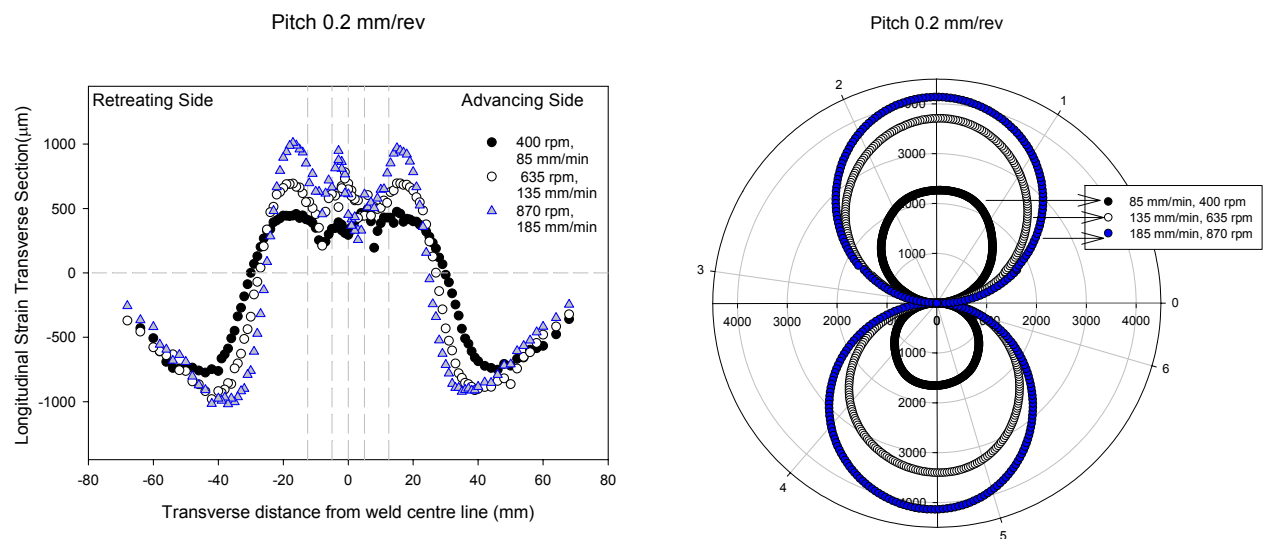 Pitch 0.2 mm/rev
Longitudinal Strain Transverse Section(μm)
Retreating Side
Advancing Side
400 rpm,
85 mm/min
635 rpm,
135 mm/min
870 rpm,
185 mm/min
1000
500
0
-500
-1000
-80 -60 -40 -20 0 20 40 60 80
Transverse distance from weld centre line (mm)
Pitch 0.2 mm/rev
2
1
3
0
4
5
6
3000
1000
4000 3000 2000 1000 0 1000 2000 3000 4000
1000
2000
3000
85 mm/min, 400 rpm
135 mm/min, 635 rpm
185 mm/min, 870 rpm